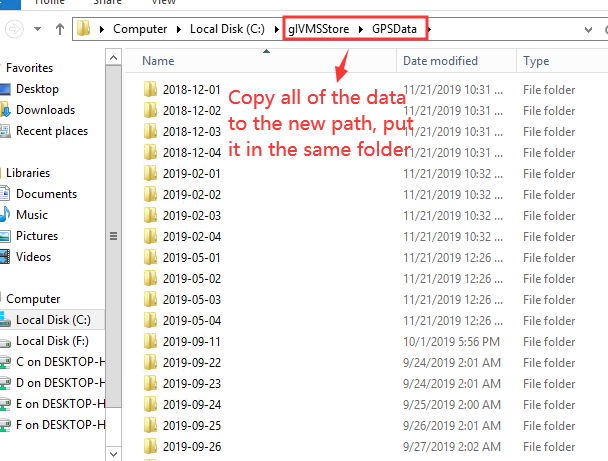 Home Share View
Computer Local Disk (C:) gIVMSStore GPSData
Name Date modified Type
Favorites
Desktop
Downloads
Recent places
Libraries
Documents
Music
Pictures
Videos
Computer
Local Disk (C:)
Local Disk (F:)
C on DESKTOP-H
D on DESKTOP-H
E on DESKTOP-H
F on DESKTOP-H
2018-12-01 11/21/2019 10:31 ... File folder
2018-12-02 11/21/2019 10:31 ... File folder
2018-12-03 11/21/2019 10:31 ... File folder
2018-12-04 11/21/2019 10:31 ... File folder
2019-02-01 11/21/2019 10:32 ... File folder
2019-02-02 11/21/2019 10:32 ... File folder
2019-02-03 11/21/2019 10:32 ... File folder
2019-02-04 11/21/2019 10:32 ... File folder
2019-05-01 11/21/2019 12:26 ... File folder
2019-05-02 11/21/2019 12:26 ... File folder
2019-05-03 11/21/2019 12:26 ... File folder
2019-05-04 11/21/2019 12:26 ... File folder
2019-09-11 10/1/2019 5:56 PM File folder
2019-09-22 9/24/2019 2:01 AM File folder
2019-09-23 9/24/2019 2:01 AM File folder
2019-09-24 9/25/2019 2:00 AM File folder
2019-09-25 9/26/2019 2:01 AM File folder
2019-09-26 9/27/2019 2:02 AM File folder
Copy all of the data
to the new path, put
it in the same folder